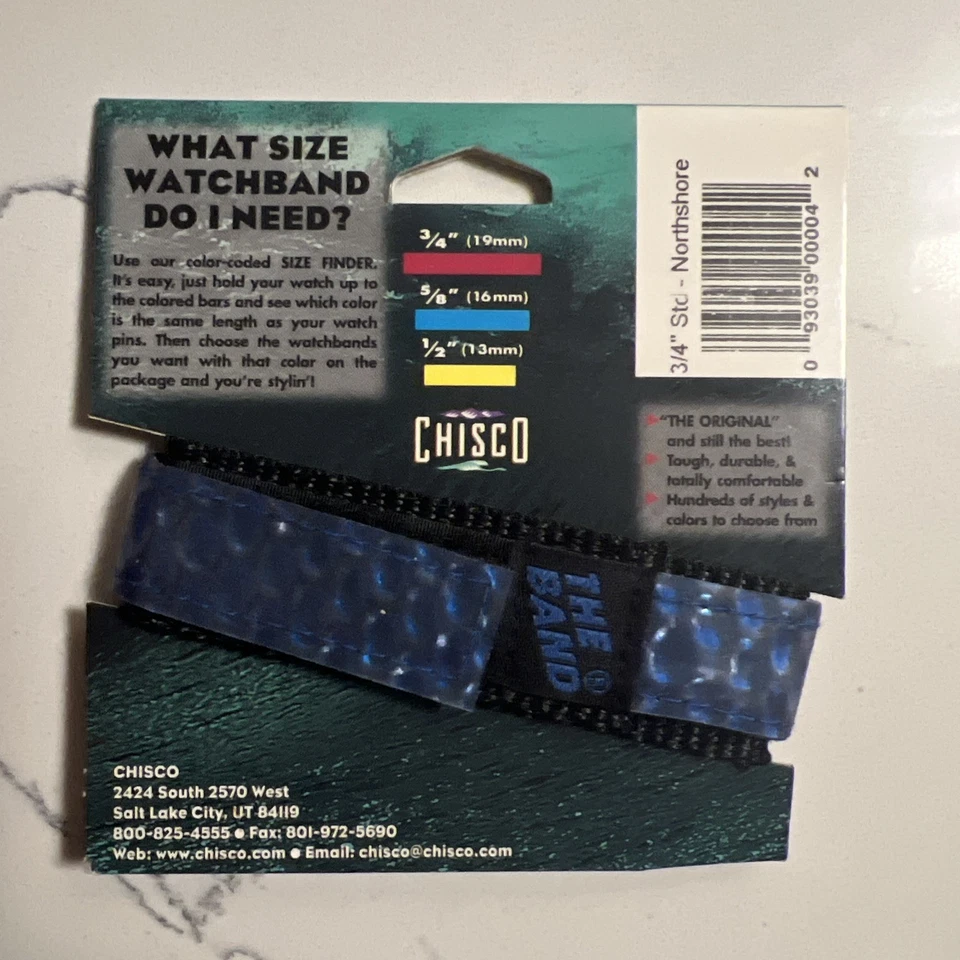 WHAT SIZE
WATCHBAND
DO I NEED?
Use our color-coded SIZE FINDER.
It's easy, just hold your watch up to
the colored bars and see which color
is the same length as your watch
pins. Then choose the watchbands
you want with that color on the
package and you're stylin'!
3/4" (19mm)
5/8" (16mm)
1/2" (13mm)
CHISCO
3/4" Std - Northshore
0 93039 00004 2
"THE ORIGINAL"
and still the best!
Tough, durable, &
totally comfortable
Hundreds of styles &
colors to choose from
THE
BAND ®
CHISCO
2424 South 2570 West
Salt Lake City, UT 84119
800-825-4555 ● Fax: 801-972-5690
Web: www.chisco.com ● Email: chisco@chisco.com